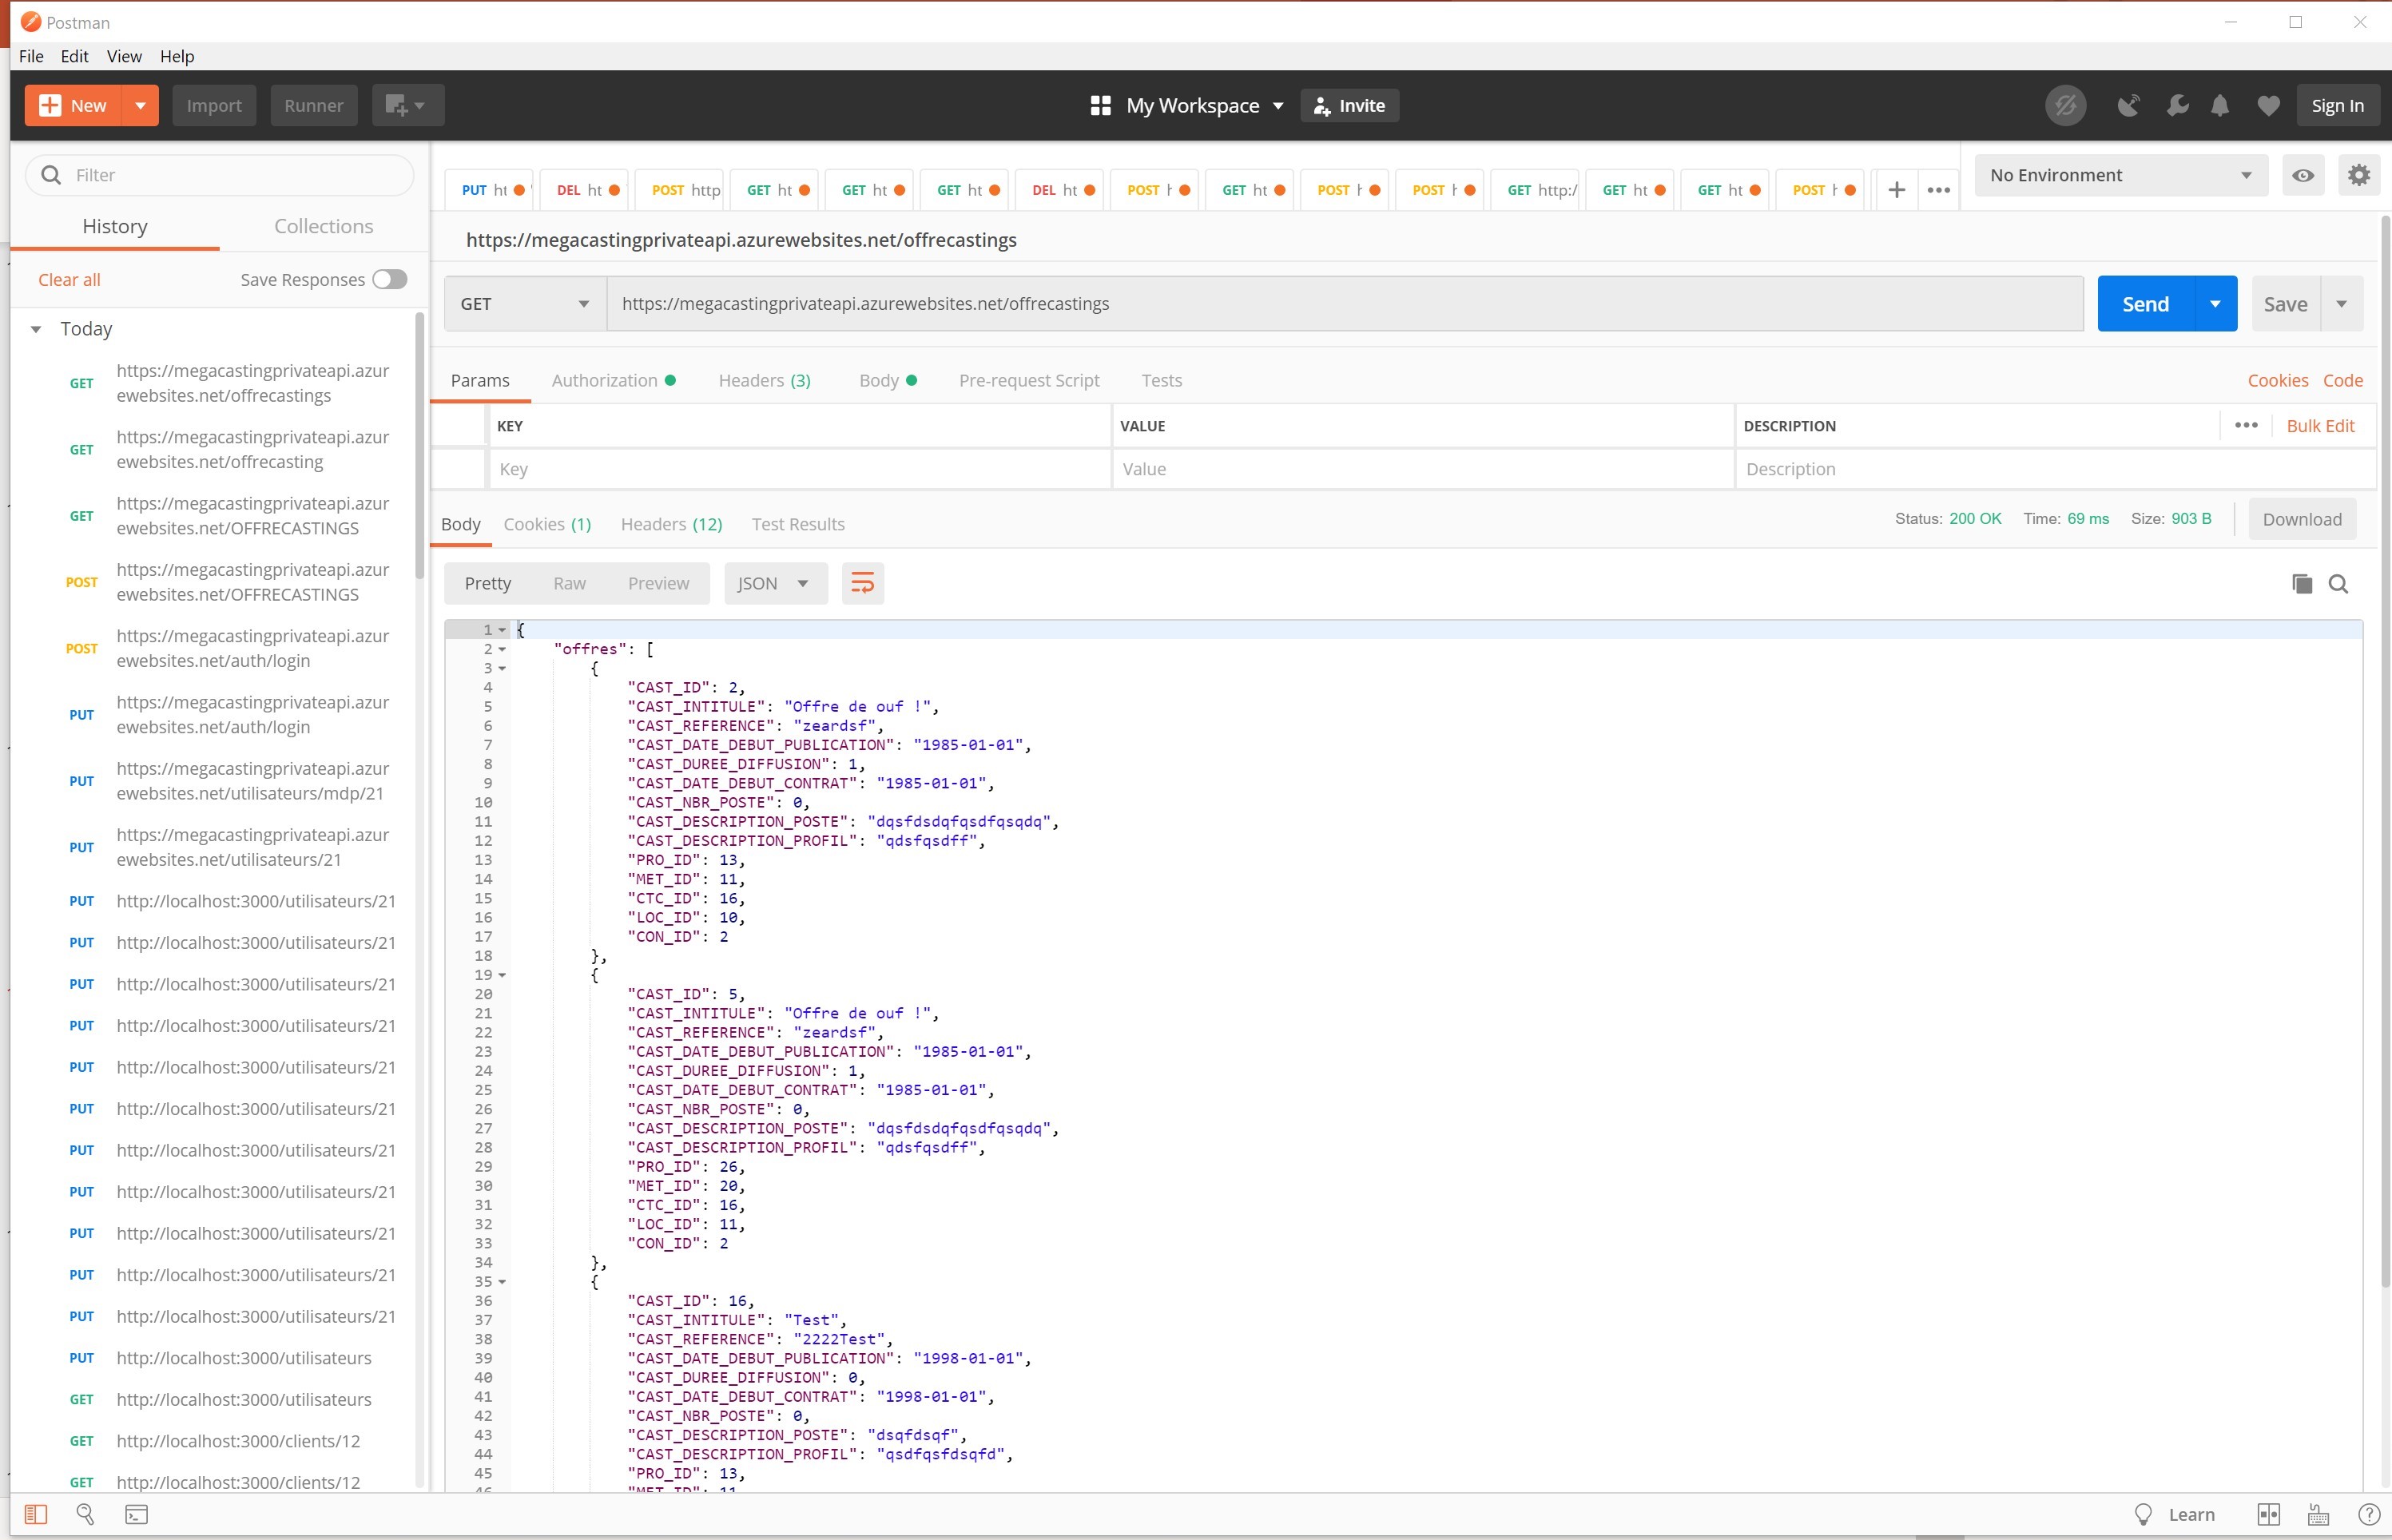 Postman
File Edit View Help
New Import Runner My Workspace Invite Sign In
Filter
History Collections
Clear all Save Responses
Today
GET https://megacastingprivateapi.azur
ewebsites.net/offrecastings
GET https://megacastingprivateapi.azur
ewebsites.net/offrecasting
GET https://megacastingprivateapi.azur
ewebsites.net/OFFRECASTINGS
POST https://megacastingprivateapi.azur
ewebsites.net/OFFRECASTINGS
POST https://megacastingprivateapi.azur
ewebsites.net/auth/login
PUT https://megacastingprivateapi.azur
ewebsites.net/auth/login
PUT https://megacastingprivateapi.azur
ewebsites.net/utilisateurs/mdp/21
PUT https://megacastingprivateapi.azur
ewebsites.net/utilisateurs/21
PUT http://localhost:3000/utilisateurs/21
PUT http://localhost:3000/utilisateurs/21
PUT http://localhost:3000/utilisateurs/21
PUT http://localhost:3000/utilisateurs/21
PUT http://localhost:3000/utilisateurs/21
PUT http://localhost:3000/utilisateurs/21
PUT http://localhost:3000/utilisateurs/21
PUT http://localhost:3000/utilisateurs/21
PUT http://localhost:3000/utilisateurs/21
PUT http://localhost:3000/utilisateurs/21
PUT http://localhost:3000/utilisateurs/21
PUT http://localhost:3000/utilisateurs
GET http://localhost:3000/utilisateurs
GET http://localhost:3000/clients/12
GET http://localhost:3000/clients/12
PUT ht DEL ht POST http GET ht GET ht GET ht DEL ht POST h GET ht POST h POST h GET http:/ GET ht GET ht POST h + ••• No Environment
https://megacastingprivateapi.azurewebsites.net/offrecastings
GET https://megacastingprivateapi.azurewebsites.net/offrecastings Send Save
Params Authorization Headers (3) Body Pre-request Script Tests Cookies Code
KEY VALUE DESCRIPTION ••• Bulk Edit
Key Value Description
Body Cookies (1) Headers (12) Test Results Status: 200 OK Time: 69 ms Size: 903 B Download
Pretty Raw Preview JSON
1 {
2 "offres": [
3 {
4 "CAST_ID": 2,
5 "CAST_INTITULE": "Offre de ouf !",
6 "CAST_REFERENCE": "zeardsf",
7 "CAST_DATE_DEBUT_PUBLICATION": "1985-01-01",
8 "CAST_DUREE_DIFFUSION": 1,
9 "CAST_DATE_DEBUT_CONTRAT": "1985-01-01",
10 "CAST_NBR_POSTE": 0,
11 "CAST_DESCRIPTION_POSTE": "dqsfdsdqfqsdfqsqdq",
12 "CAST_DESCRIPTION_PROFIL": "qdsfqsdff",
13 "PRO_ID": 13,
14 "MET_ID": 11,
15 "CTC_ID": 16,
16 "LOC_ID": 10,
17 "CON_ID": 2
18 },
19 {
20 "CAST_ID": 5,
21 "CAST_INTITULE": "Offre de ouf !",
22 "CAST_REFERENCE": "zeardsf",
23 "CAST_DATE_DEBUT_PUBLICATION": "1985-01-01",
24 "CAST_DUREE_DIFFUSION": 1,
25 "CAST_DATE_DEBUT_CONTRAT": "1985-01-01",
26 "CAST_NBR_POSTE": 0,
27 "CAST_DESCRIPTION_POSTE": "dqsfdsdqfqsdfqsqdq",
28 "CAST_DESCRIPTION_PROFIL": "qdsfqsdff",
29 "PRO_ID": 26,
30 "MET_ID": 20,
31 "CTC_ID": 16,
32 "LOC_ID": 11,
33 "CON_ID": 2
34 },
35 {
36 "CAST_ID": 16,
37 "CAST_INTITULE": "Test",
38 "CAST_REFERENCE": "2222Test",
39 "CAST_DATE_DEBUT_PUBLICATION": "1998-01-01",
40 "CAST_DUREE_DIFFUSION": 0,
41 "CAST_DATE_DEBUT_CONTRAT": "1998-01-01",
42 "CAST_NBR_POSTE": 0,
43 "CAST_DESCRIPTION_POSTE": "dsqfdsqf",
44 "CAST_DESCRIPTION_PROFIL": "qsdfqsfdsqfd",
45 "PRO_ID": 13,
46 "MET_ID": 11
Learn